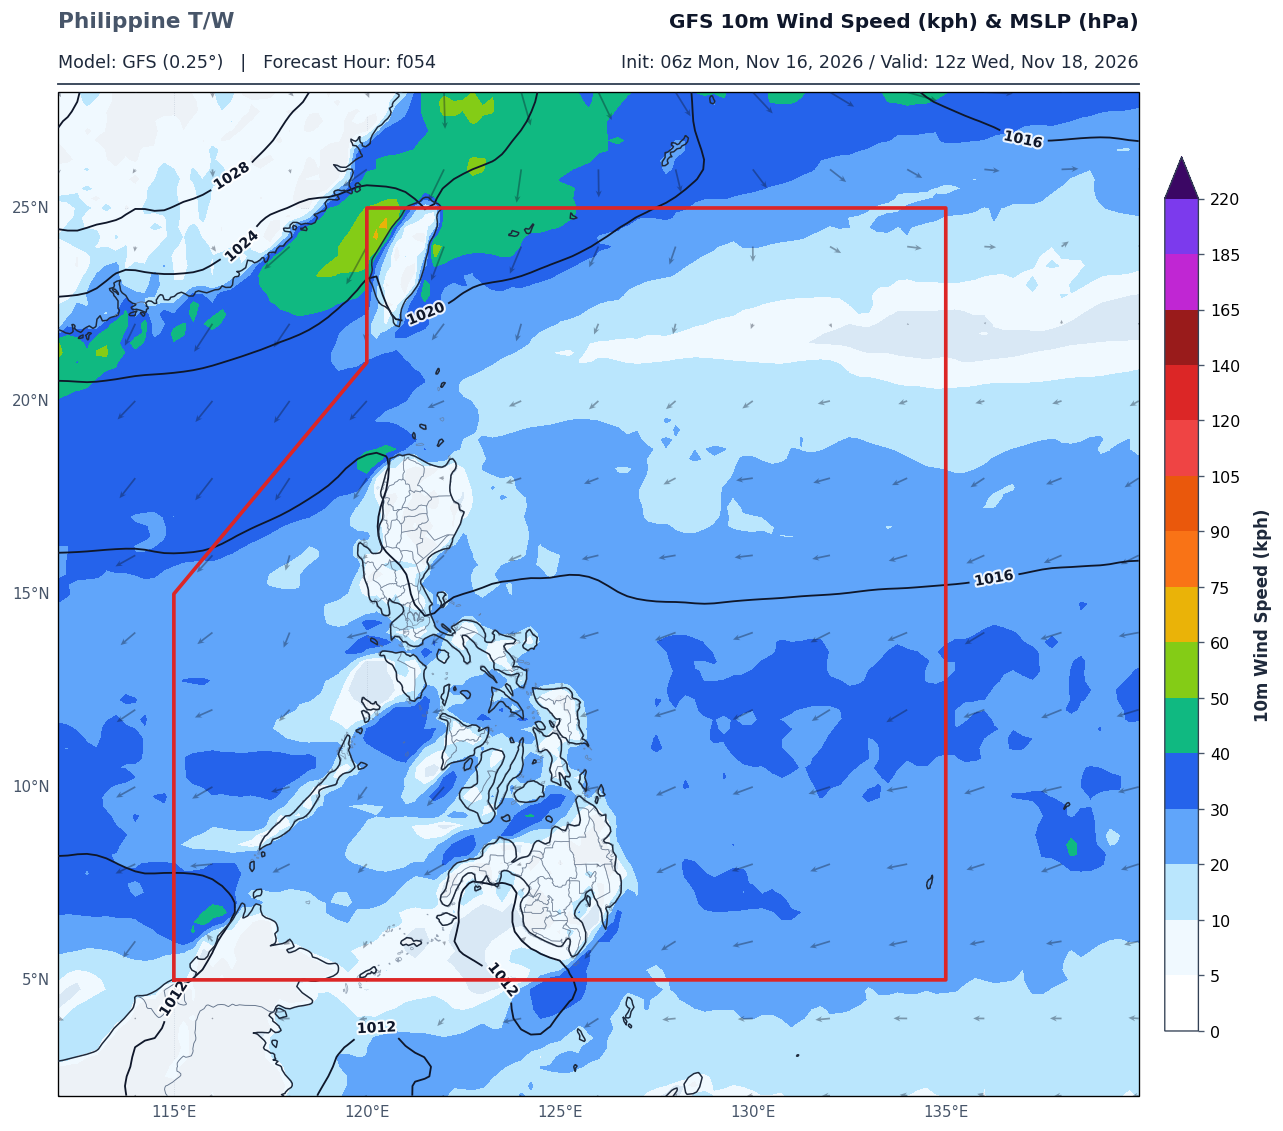 Philippine T/W
GFS 10m Wind Speed (kph) & MSLP (hPa)
Model: GFS (0.25°) | Forecast Hour: f054
Init: 06z Mon, Nov 16, 2026 / Valid: 12z Wed, Nov 18, 2026
1016
1028
1024
1020
1016
1012
1012
1012
25°N
20°N
15°N
10°N
5°N
115°E
120°E
125°E
130°E
135°E
220
185
165
140
120
105
90
75
60
50
40
30
20
10
5
0
10m Wind Speed (kph)